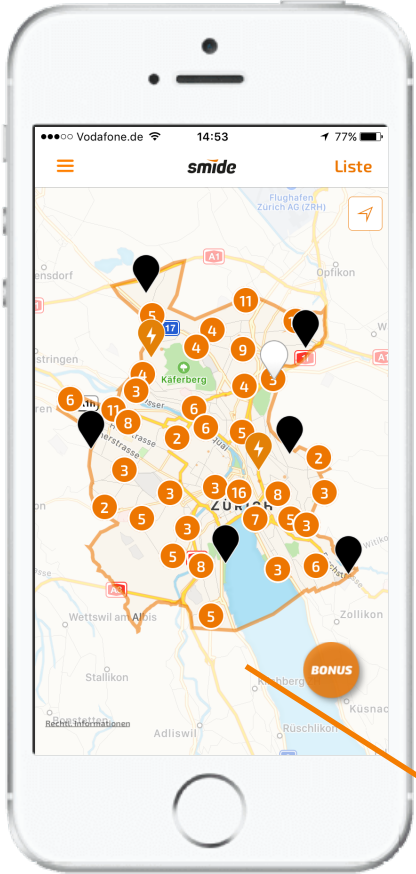 Vodafone.de
14:53
77%
smide
Liste
Flughafen
Zürich AG (ZRH)
A1
ensdorf
Opfikon
11
5
17
4
4
9
A1
stringen
Käferberg
4
3
4
3
6
11
8
6
6
2
5
2
3
3
3
16
8
3
ZÜRICH
2
5
3
7
5
3
Witiko
5
8
3
6
A3
Wettswil am Albis
5
Zollikon
Stallikon
BONUS
Kilchberg
Küsnac
Rechtl. Informationen
Bonstetten
Adliswil
Rüschlikon